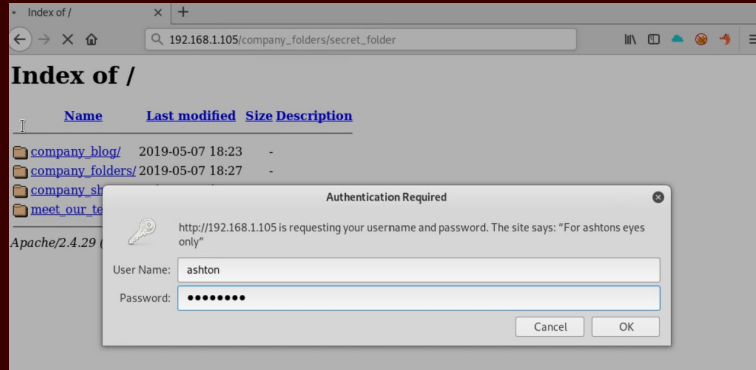 Index of /
192.168.1.105/company_folders/secret_folder
Index of /
Name Last modified Size Description
company_blog/ 2019-05-07 18:23 -
company_folders/ 2019-05-07 18:27 -
company_sh
meet_our_te
Apache/2.4.29 (
Authentication Required
http://192.168.1.105 is requesting your username and password. The site says: “For ashtons eyes
only”
User Name: ashton
Password: ●●●●●●●●
Cancel OK